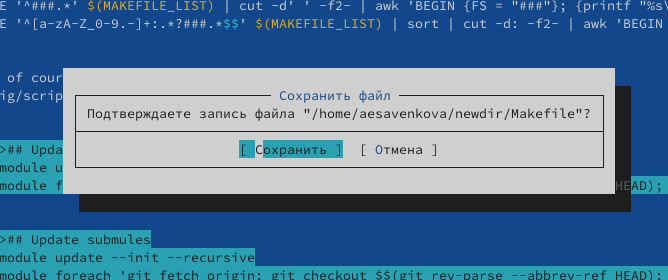 E '^###.*' $(MAKEFILE_LIST) | cut -d' ' -f2- | awk 'BEGIN {FS = "###"}; {printf "%s\
E '^[a-zA-Z_0-9.-]+:.*?###.*$$' $(MAKEFILE_LIST) | sort | cut -d: -f2- | awk 'BEGIN
of cour
ig/scrip
Сохранить файл
Подтверждаете запись файла "/home/aesavenkova/newdir/Makefile"?
[ Сохранить ] [ Отмена ]
>## Upda
module u
module f HEAD);
>## Update submules
module update --init --recursive
module foreach 'git fetch origin; git checkout $$(git rev-parse --abbrev-ref HEAD);